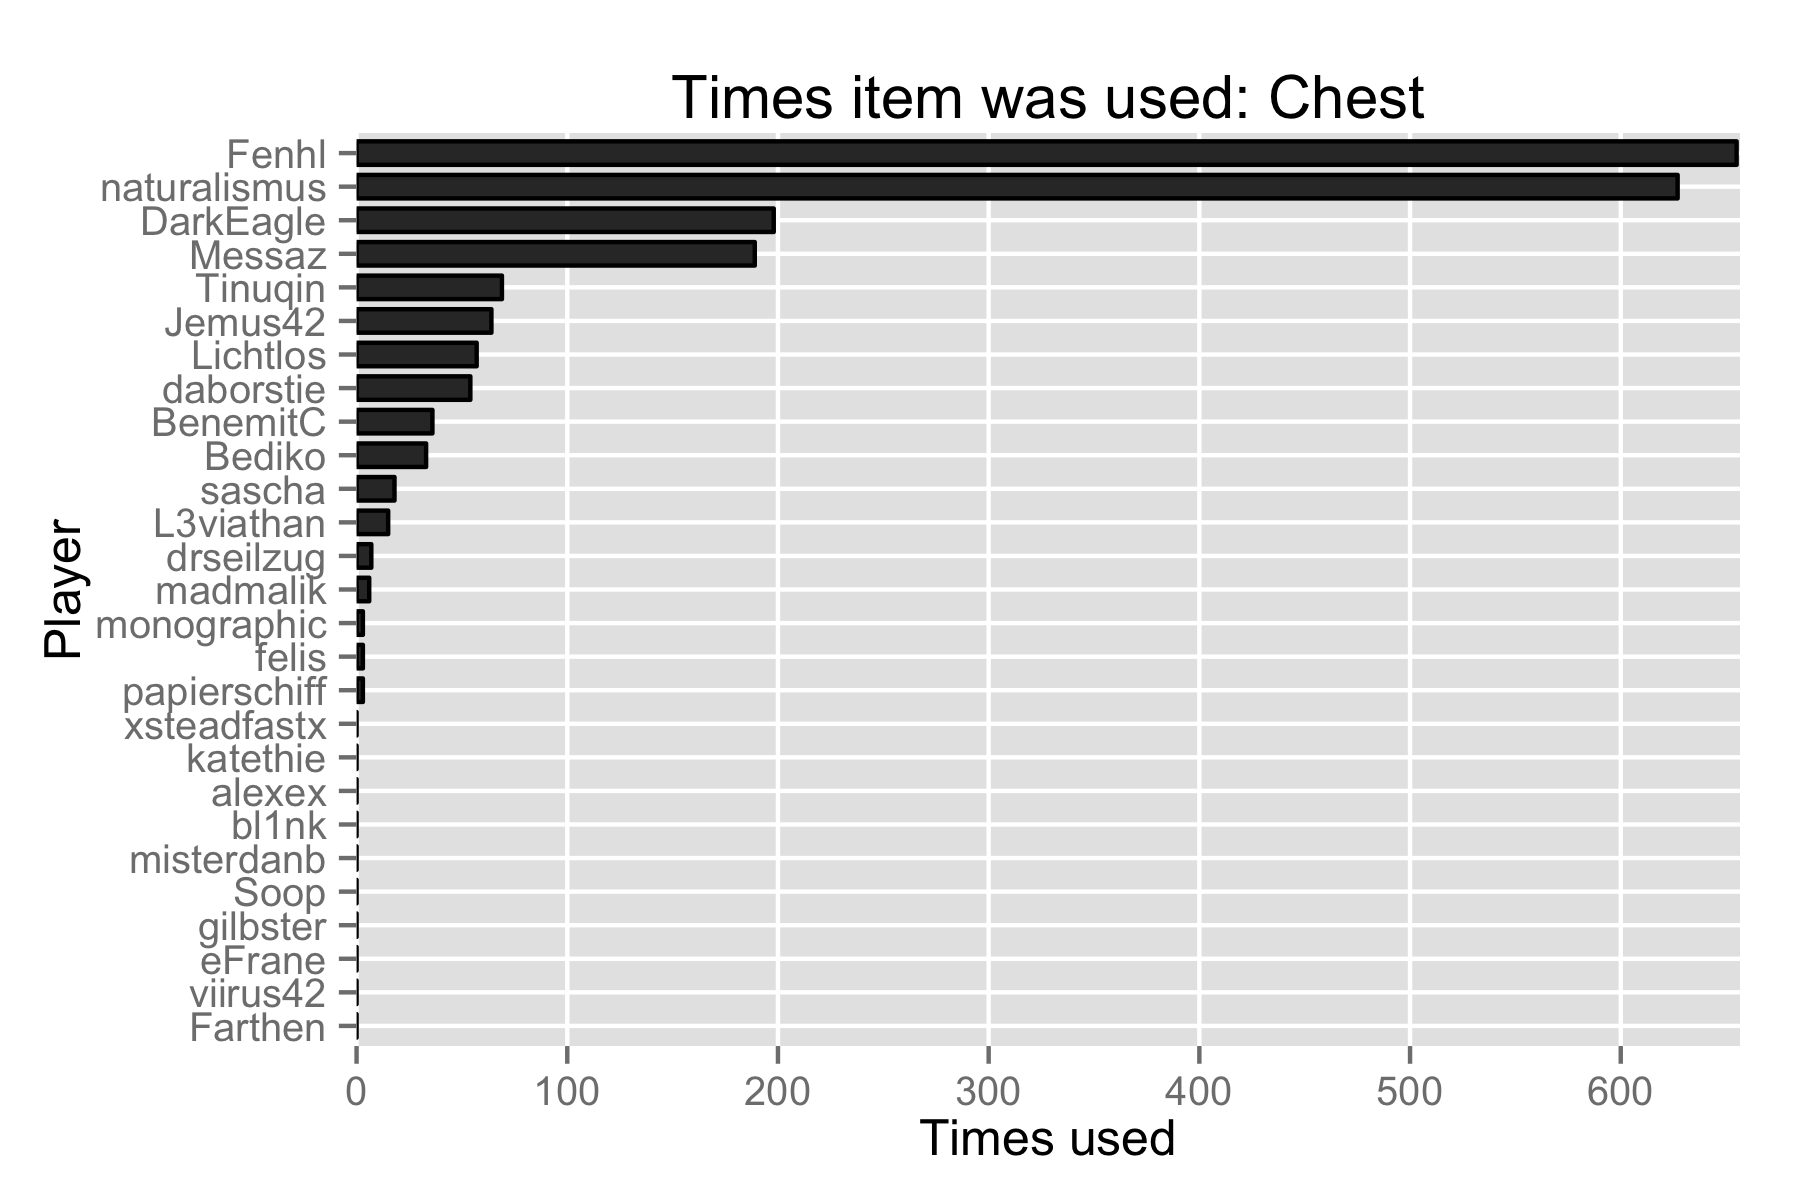 Times item was used: Chest
Fenhl
naturalismus
DarkEagle
Messaz
Tinuqin
Jemus42
Lichtlos
daborstie
BenemitC
Bediko
sascha
L3viathan
drseilzug
madmalik
monographic
felis
papierschiff
xsteadfastx
katethie
alexex
bl1nk
misterdanb
Soop
gilbster
eFrane
viirus42
Farthen
Player
0 100 200 300 400 500 600
Times used